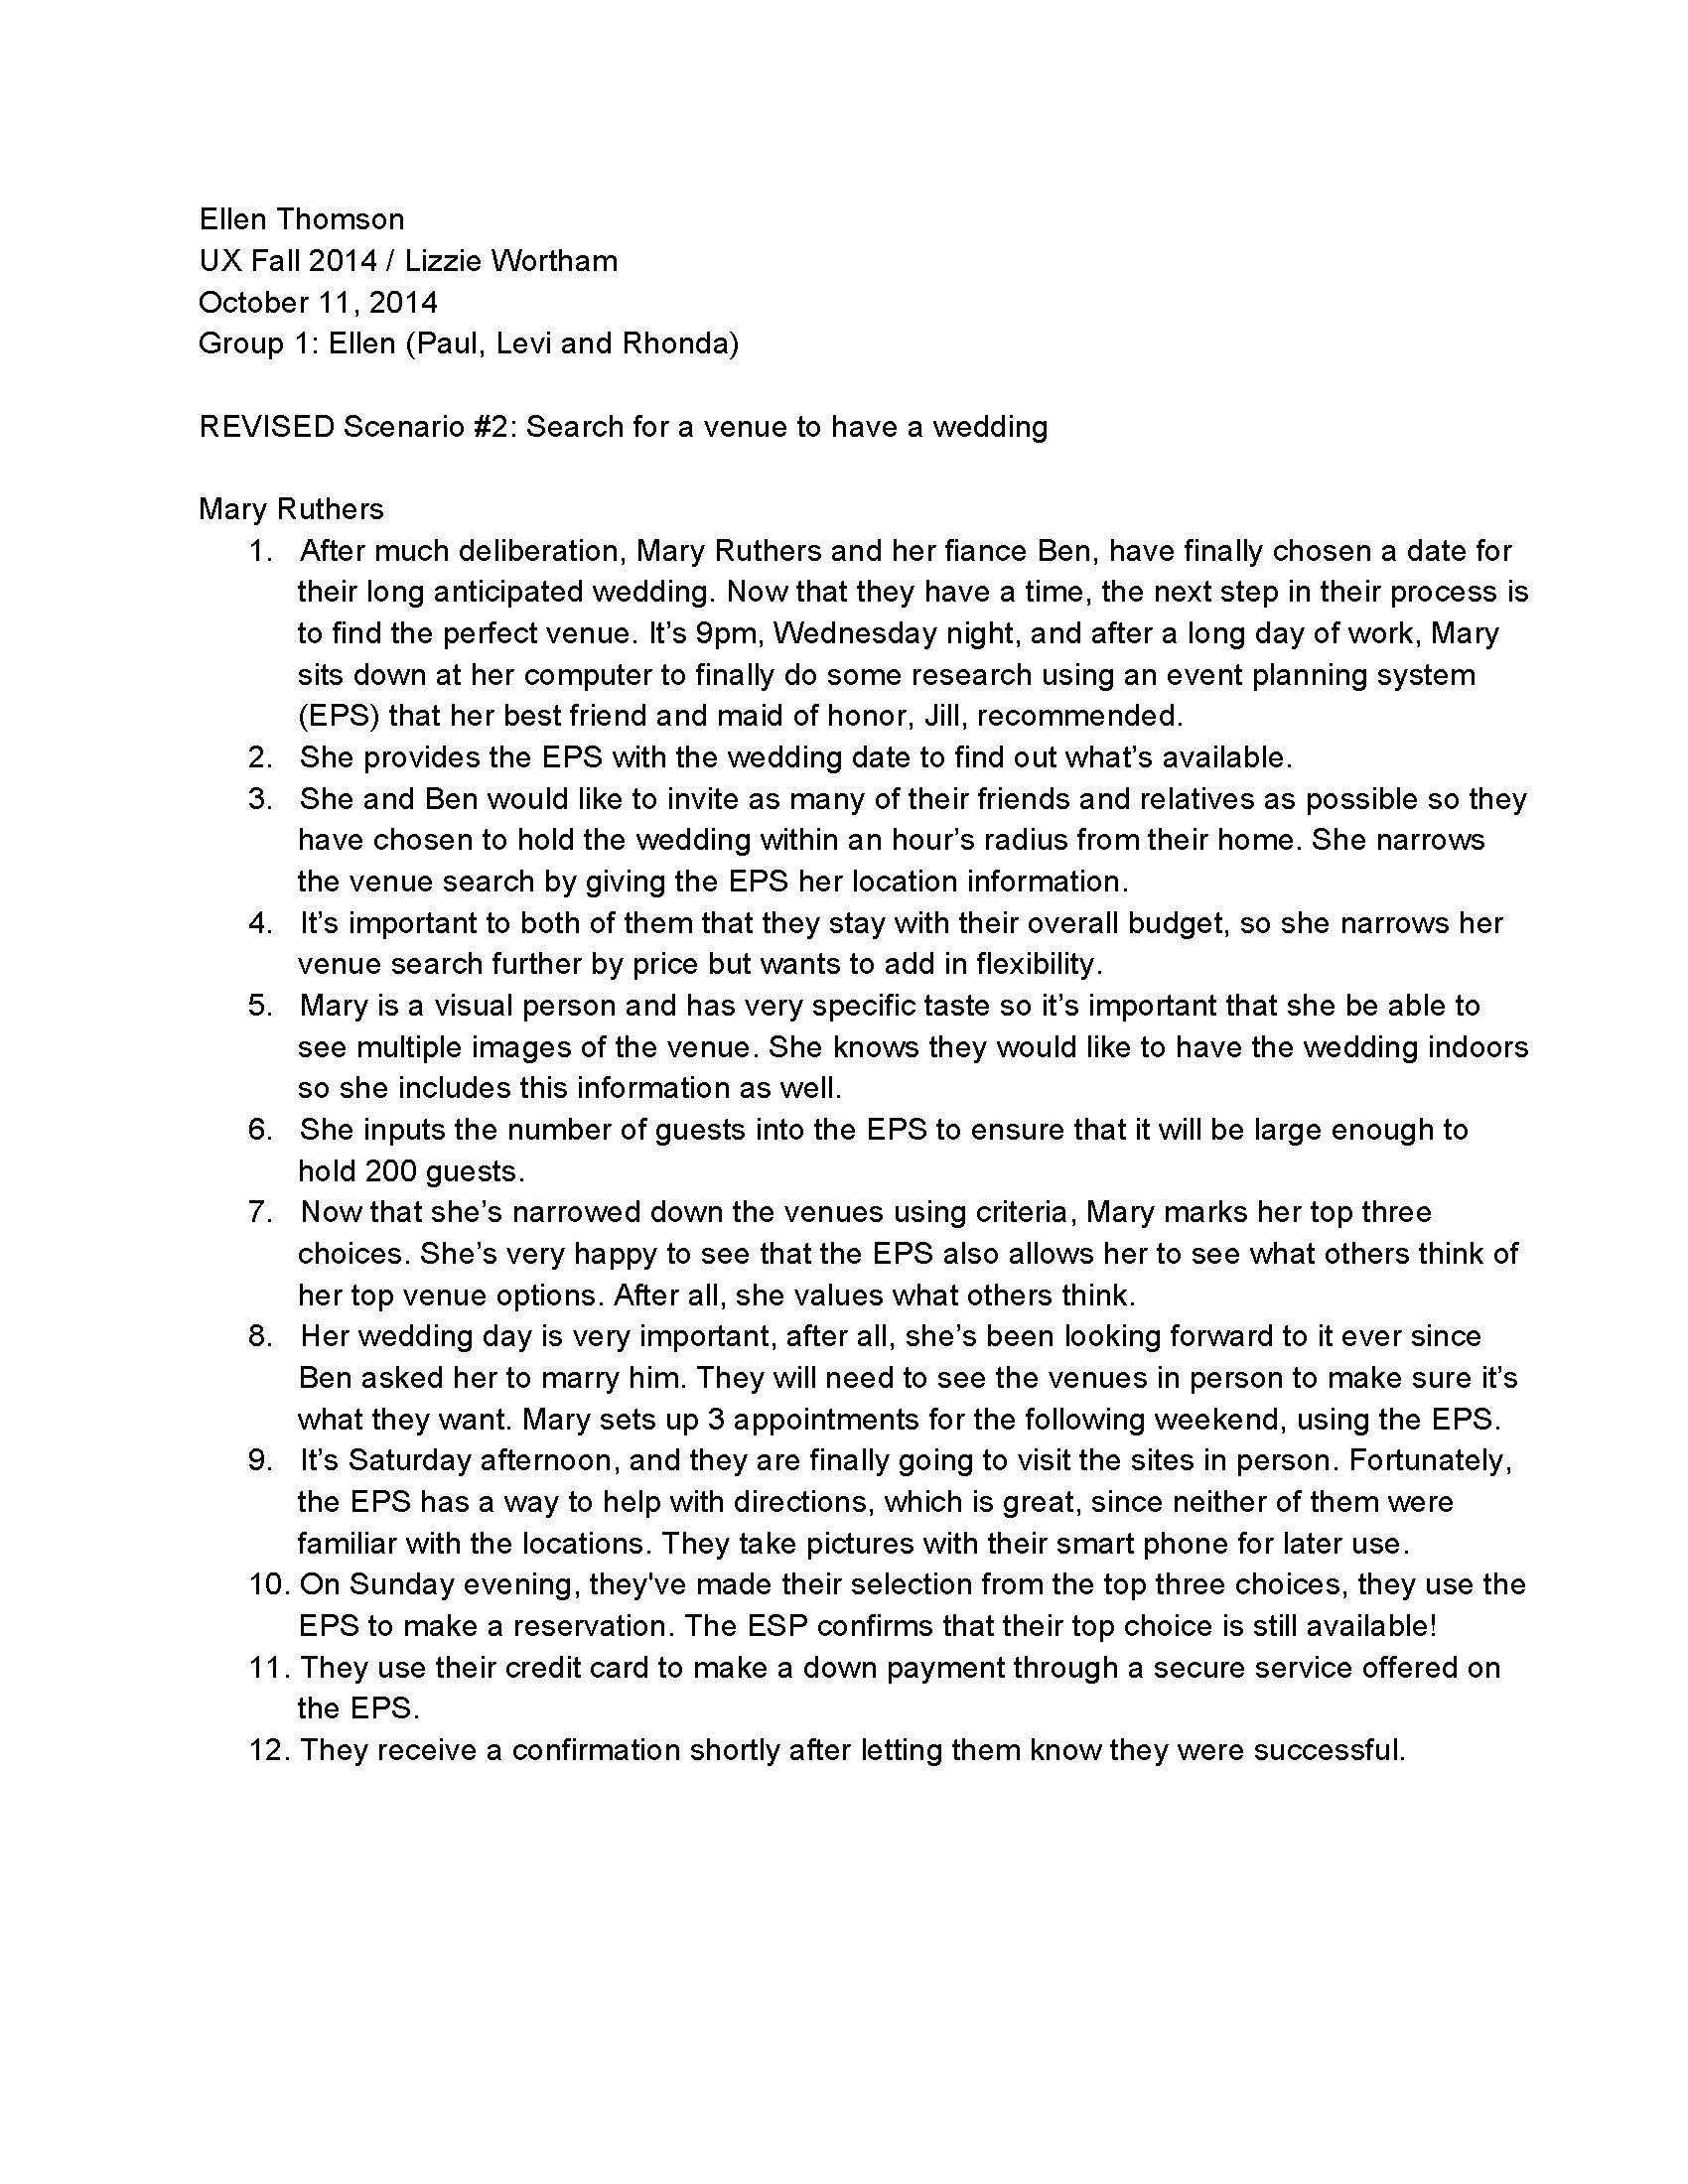 Ellen Thomson
UX Fall 2014 / Lizzie Wortham
October 11, 2014
Group 1: Ellen (Paul, Levi and Rhonda)
REVISED Scenario #2: Search for a venue to have a wedding
Mary Ruthers
1. After much deliberation, Mary Ruthers and her fiance Ben, have finally chosen a date for
their long anticipated wedding. Now that they have a time, the next step in their process is
to find the perfect venue. It’s 9pm, Wednesday night, and after a long day of work, Mary
sits down at her computer to finally do some research using an event planning system
(EPS) that her best friend and maid of honor, Jill, recommended.
2. She provides the EPS with the wedding date to find out what’s available.
3. She and Ben would like to invite as many of their friends and relatives as possible so they
have chosen to hold the wedding within an hour’s radius from their home. She narrows
the venue search by giving the EPS her location information.
4. It’s important to both of them that they stay with their overall budget, so she narrows her
venue search further by price but wants to add in flexibility.
5. Mary is a visual person and has very specific taste so it’s important that she be able to
see multiple images of the venue. She knows they would like to have the wedding indoors
so she includes this information as well.
6. She inputs the number of guests into the EPS to ensure that it will be large enough to
hold 200 guests.
7. Now that she’s narrowed down the venues using criteria, Mary marks her top three
choices. She’s very happy to see that the EPS also allows her to see what others think of
her top venue options. After all, she values what others think.
8. Her wedding day is very important, after all, she’s been looking forward to it ever since
Ben asked her to marry him. They will need to see the venues in person to make sure it’s
what they want. Mary sets up 3 appointments for the following weekend, using the EPS.
9. It’s Saturday afternoon, and they are finally going to visit the sites in person. Fortunately,
the EPS has a way to help with directions, which is great, since neither of them were
familiar with the locations. They take pictures with their smart phone for later use.
10. On Sunday evening, they've made their selection from the top three choices, they use the
EPS to make a reservation. The ESP confirms that their top choice is still available!
11. They use their credit card to make a down payment through a secure service offered on
the EPS.
12. They receive a confirmation shortly after letting them know they were successful.